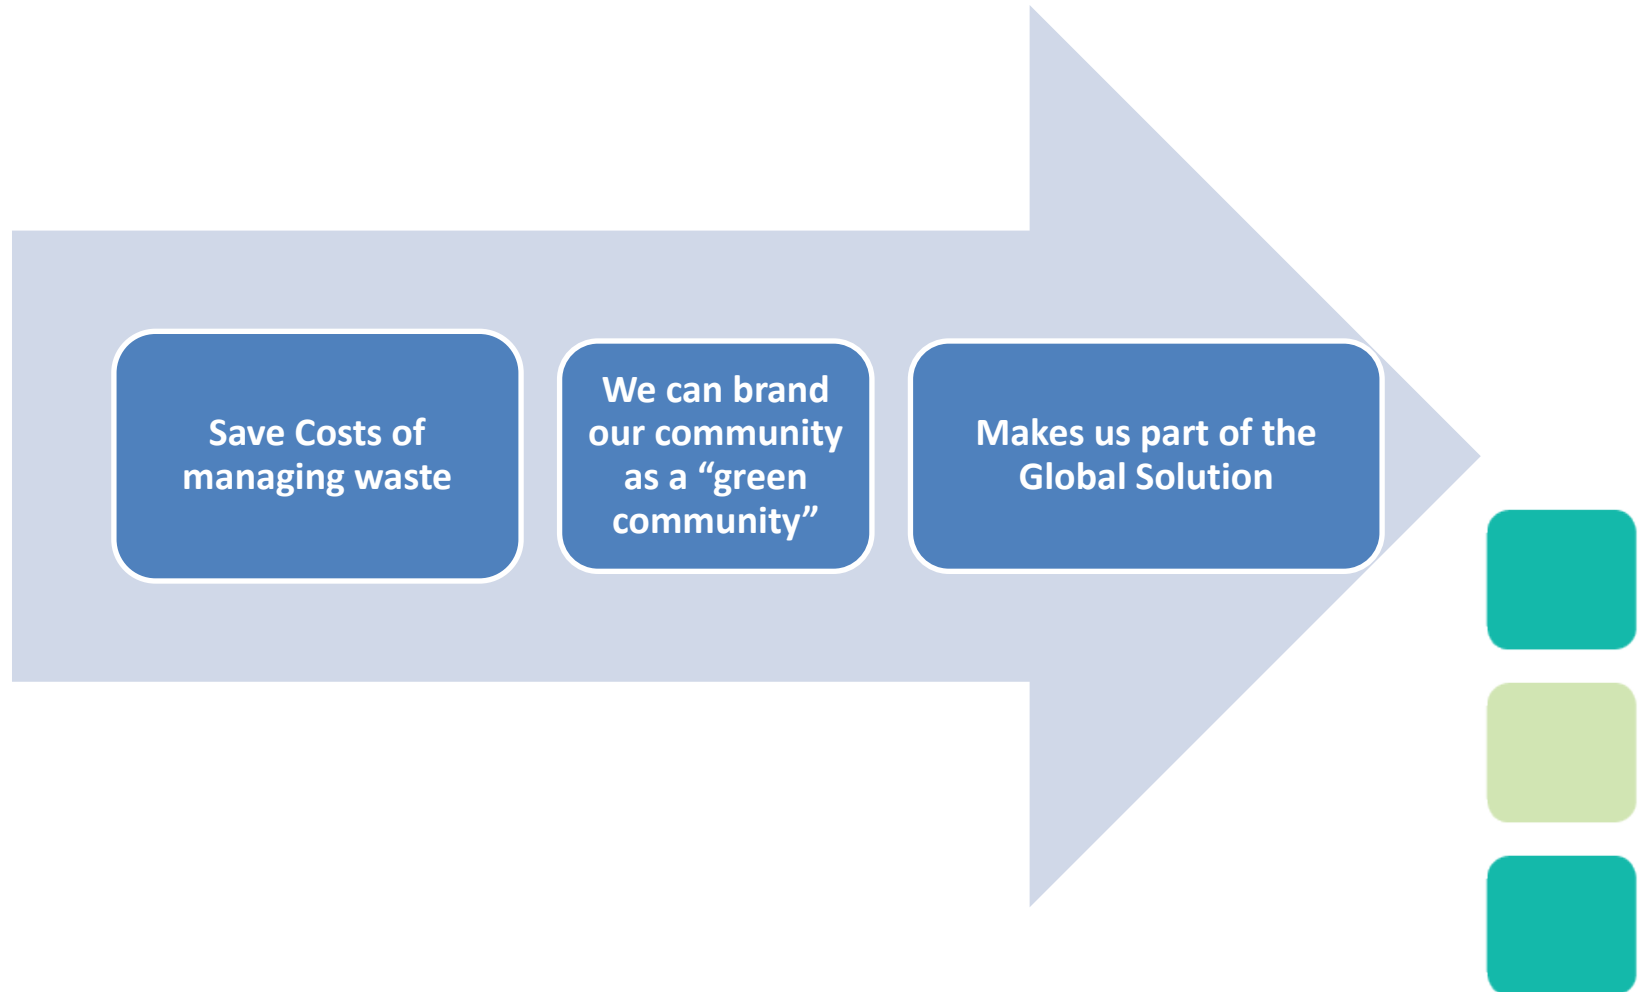 Save Costs of
managing waste
We can brand
our community
as a “green
community”
Makes us part of the
Global Solution